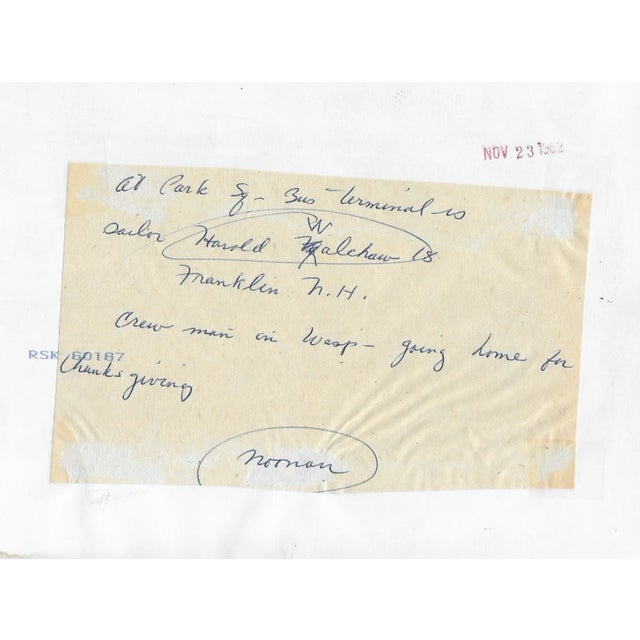 NOV 23 1962
At Park Sq - Bus terminal is
sailor Harold Walchaw 18
Franklin N.H.
Crew man on Wasp - going home for
RSK 60187
thanksgiving
Noonan